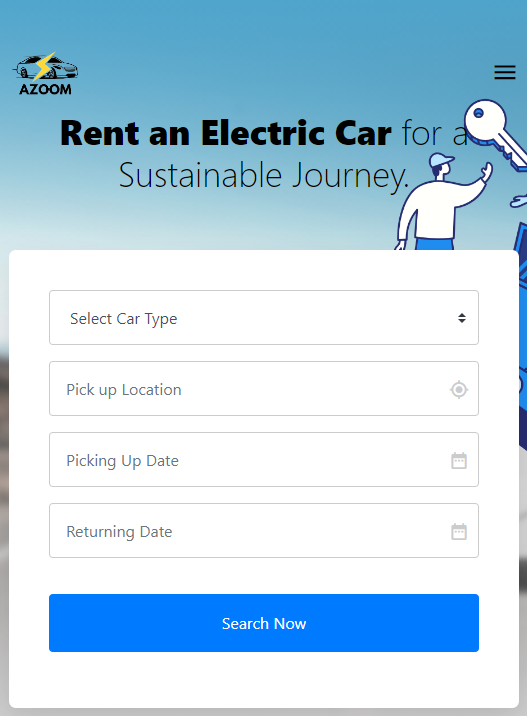 AZOOM
Rent an Electric Car for a
Sustainable Journey.
Select Car Type
Pick up Location
Picking Up Date
Returning Date
Search Now